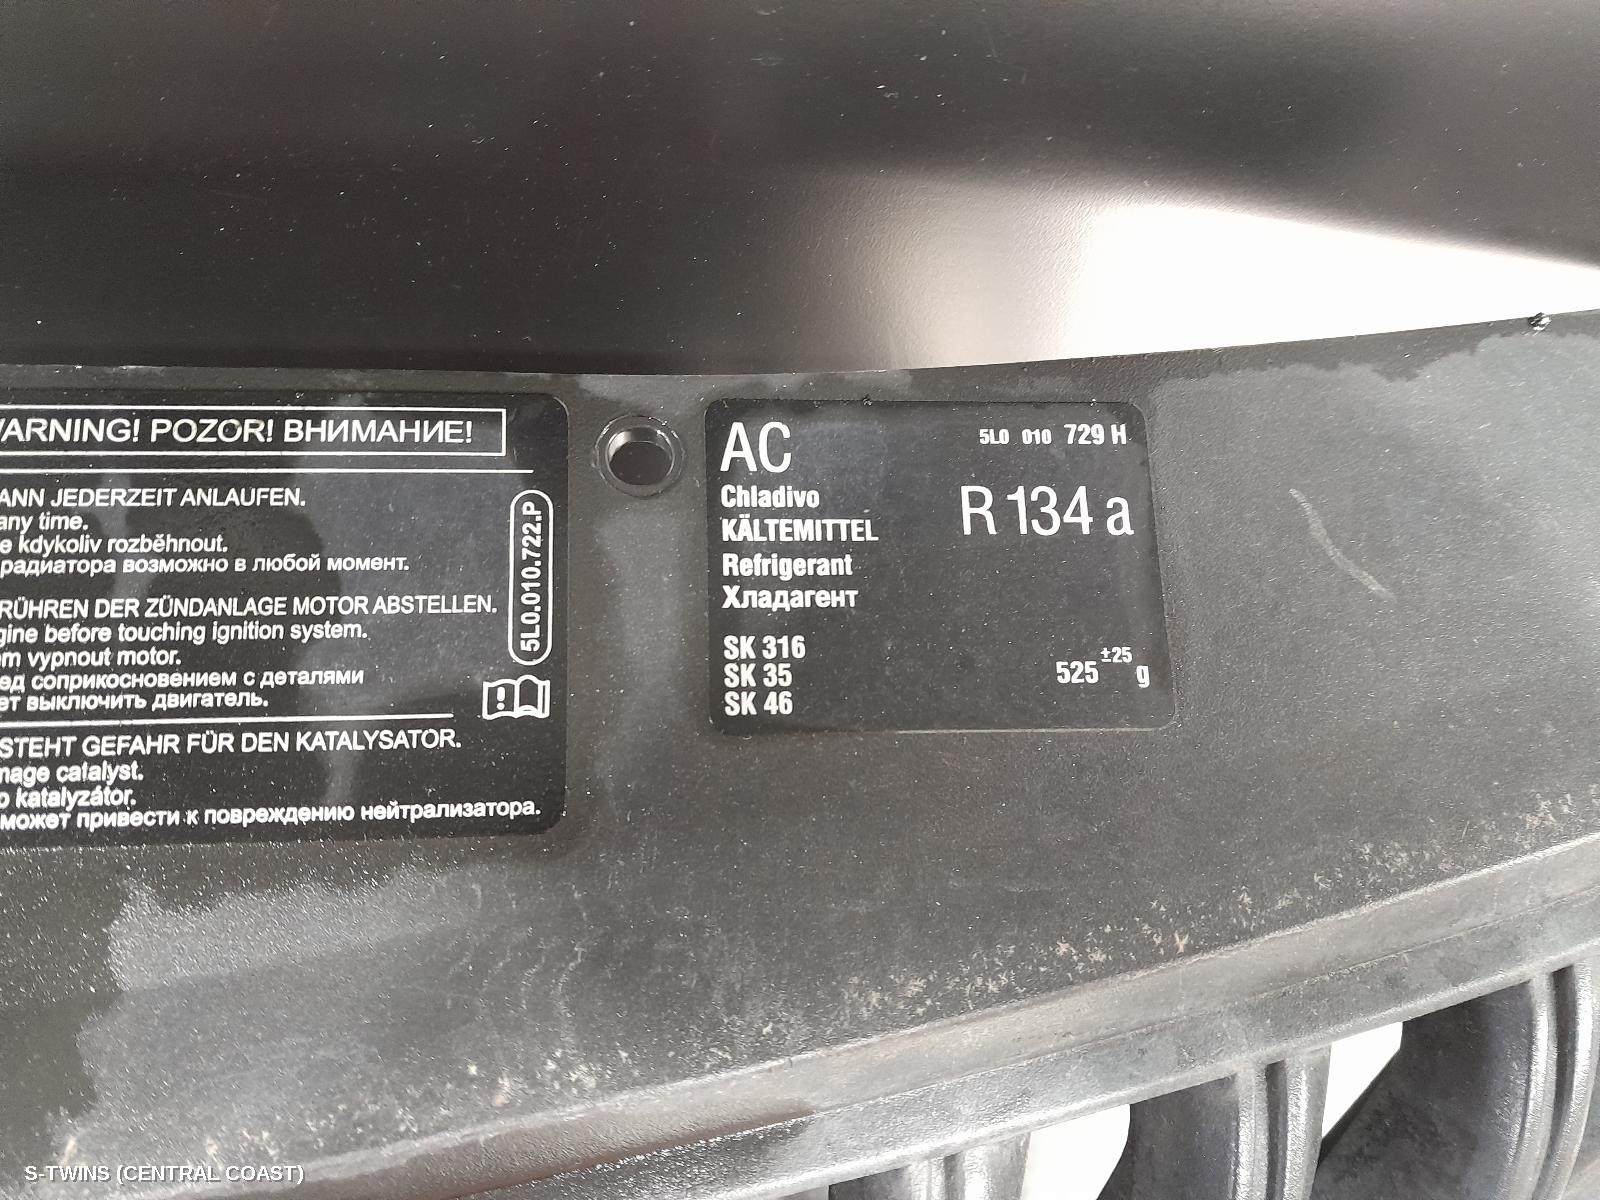 WARNING! POZOR! ВНИМАНИЕ!
ANN JEDERZEIT ANLAUFEN.
any time.
e kdykoliv rozběhnout.
радиатора возможно в любой момент.
RÜHREN DER ZÜNDANLAGE MOTOR ABSTELLEN.
gine before touching ignition system.
m vypnout motor.
ед соприкосновением с деталями
ет выключить двигатель.
STEHT GEFAHR FÜR DEN KATALYSATOR.
mage catalyst.
o katalyzátor.
может привести к повреждению нейтрализатора.
5L0.010.722.P
AC 5L0 010 729 H
Chladivo
KÄLTEMITTEL R 134 a
Refrigerant
Хладагент
SK 316
SK 35 525 ±25 g
SK 46
S-TWINS (CENTRAL COAST)